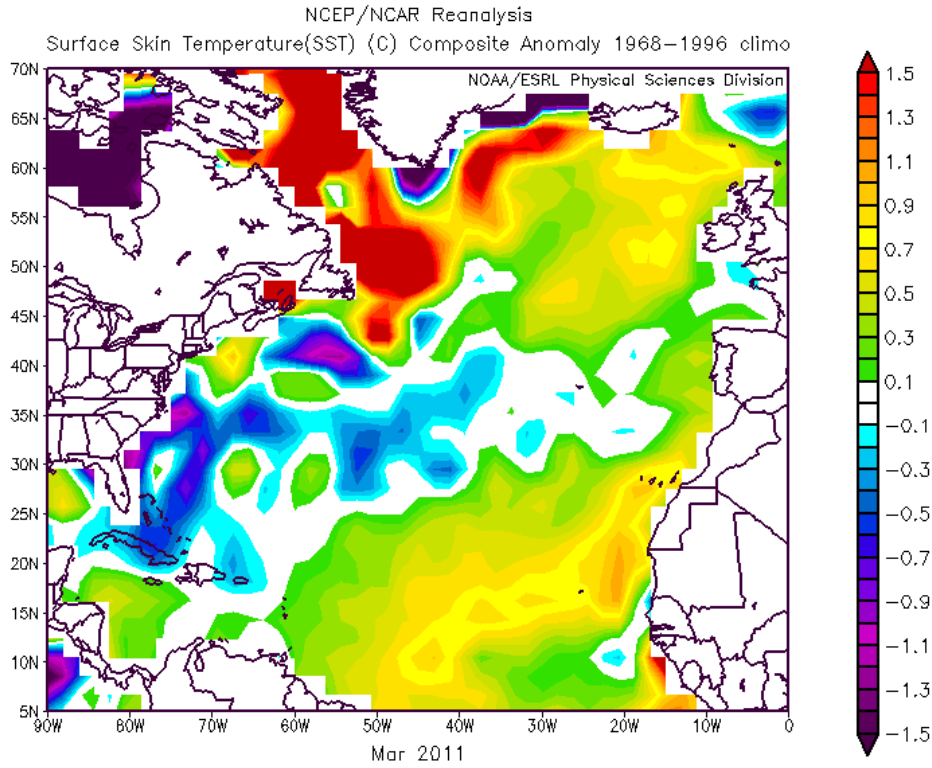 NCEP/NCAR Reanalysis
Surface Skin Temperature(SST) (C) Composite Anomaly 1968-1996 climo
NOAA/ESRL Physical Sciences Division
70N
65N
60N
55N
50N
45N
40N
35N
30N
25N
20N
15N
10N
5N
90W 80W 70W 60W 50W 40W 30W 20W 10W 0
Mar 2011
1.5
1.3
1.1
0.9
0.7
0.5
0.3
0.1
-0.1
-0.3
-0.5
-0.7
-0.9
-1.1
-1.3
-1.5